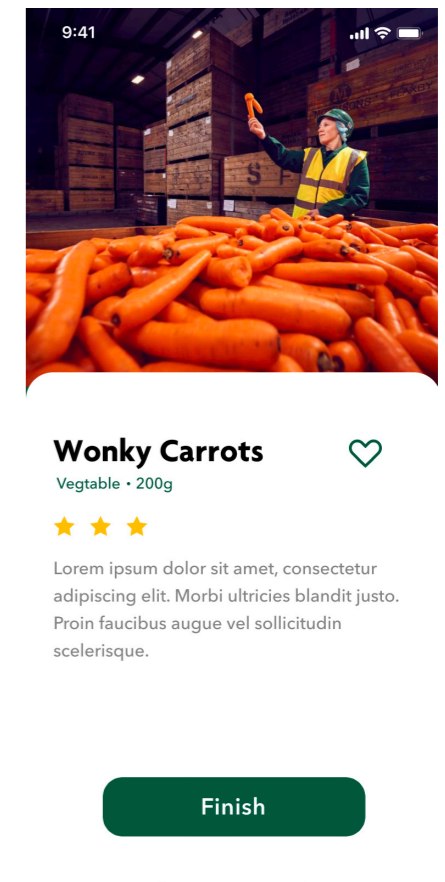 9:41
S
Wonky Carrots
Vegtable • 200g
Lorem ipsum dolor sit amet, consectetur
adipiscing elit. Morbi ultricies blandit justo.
Proin faucibus augue vel sollicitudin
scelerisque.
Finish